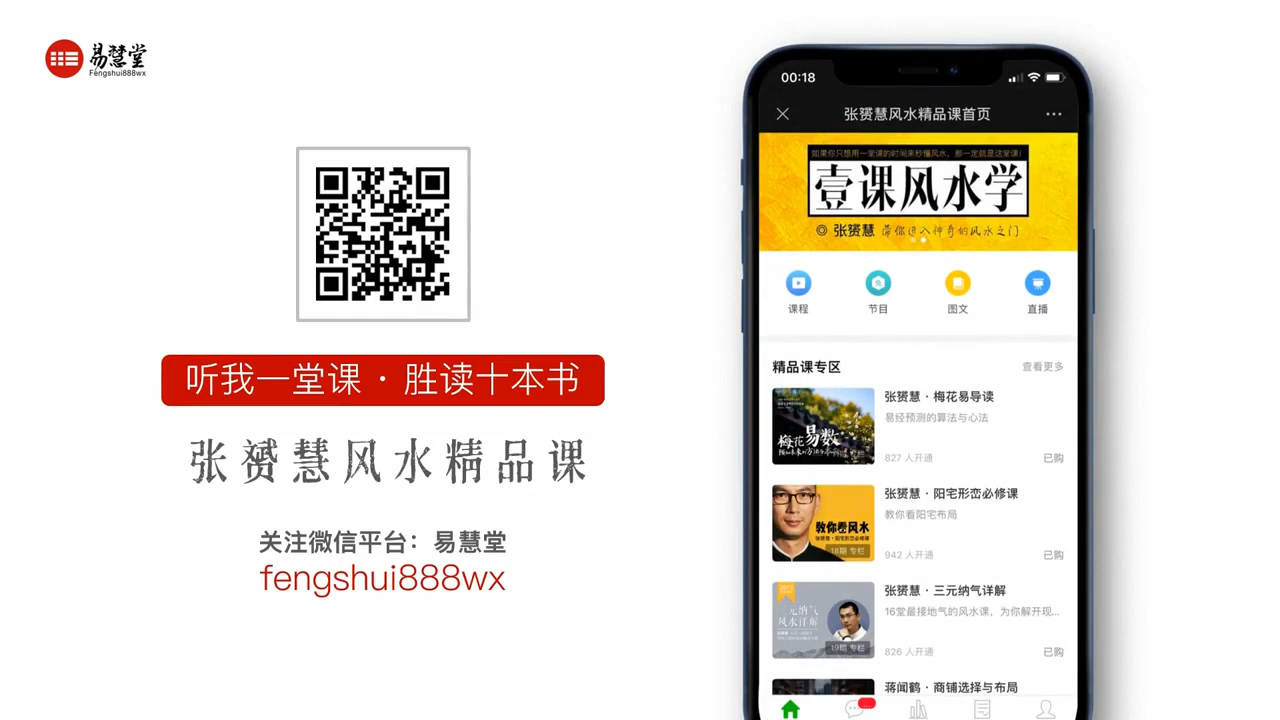 易慧堂
Fengshui888wx
听我一堂课·胜读十本书
张赟慧风水精品课
关注微信平台：易慧堂
fengshui888wx
00:18
张赟慧风水精品课首页
如果你只想用一堂课的时间来秒懂风水，那一定就是这堂课！
壹课风水学
◎ 张赟慧 带你进入神奇的风水之门
课程
节目
图文
直播
精品课专区
查看更多
梅花易数
张赟慧·梅花易导读
易经预测的算法与心法
827 人开通
已购
教你看风水
张赟慧·阳宅形峦必修课
18期 专栏
张赟慧·阳宅形峦必修课
教你看阳宅布局
942 人开通
已购
三元纳气
风水详解
19期 专栏
张赟慧·三元纳气详解
16堂最接地气的风水课，为你解开现...
826 人开通
已购
蒋闻鹤·商铺选择与布局